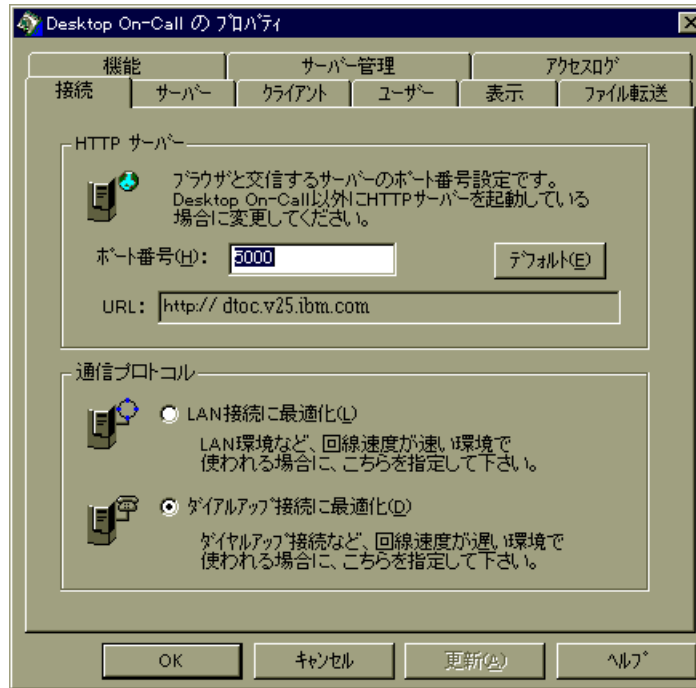 Desktop On-Call の プロパティ
機能 サーバー管理 アクセスログ
接続 サーバー クライアント ユーザー 表示 ファイル転送
HTTP サーバー
ブラウザと交信するサーバーのポート番号設定です。
Desktop On-Call以外にHTTPサーバーを起動している
場合に変更してください。
ポート番号(H): 5000 デフォルト(E)
URL: http:// dtoc.v25.ibm.com
通信プロトコル
LAN接続に最適化(L)
LAN環境など、回線速度が速い環境で
使われる場合に、こちらを指定して下さい。
ダイアルアップ接続に最適化(D)
ダイヤルアップ接続など、回線速度が遅い環境で
使われる場合に、こちらを指定して下さい。
OK キャンセル 更新(A) ヘルプ